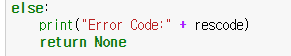 else:
    print("Error Code:" + rescode)
    return None